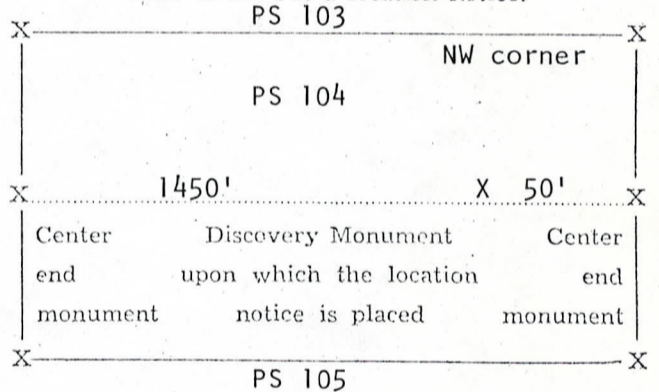 PS 103
X X
NW corner
PS 104
X 1450' X 50' X
Center Discovery Monument Center
end upon which the location end
monument notice is placed monument
X X
PS 105